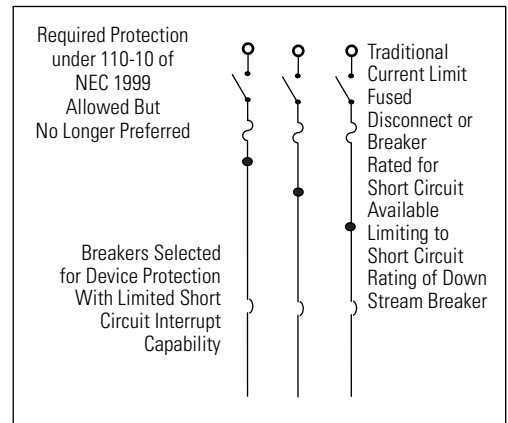 Required Protection
under 110-10 of
NEC 1999
Allowed But
No Longer Preferred
Traditional
Current Limit
Fused
Disconnect or
Breaker
Rated for
Short Circuit
Available
Limiting to
Short Circuit
Rating of Down
Stream Breaker
Breakers Selected
for Device Protection
With Limited Short
Circuit Interrupt
Capability